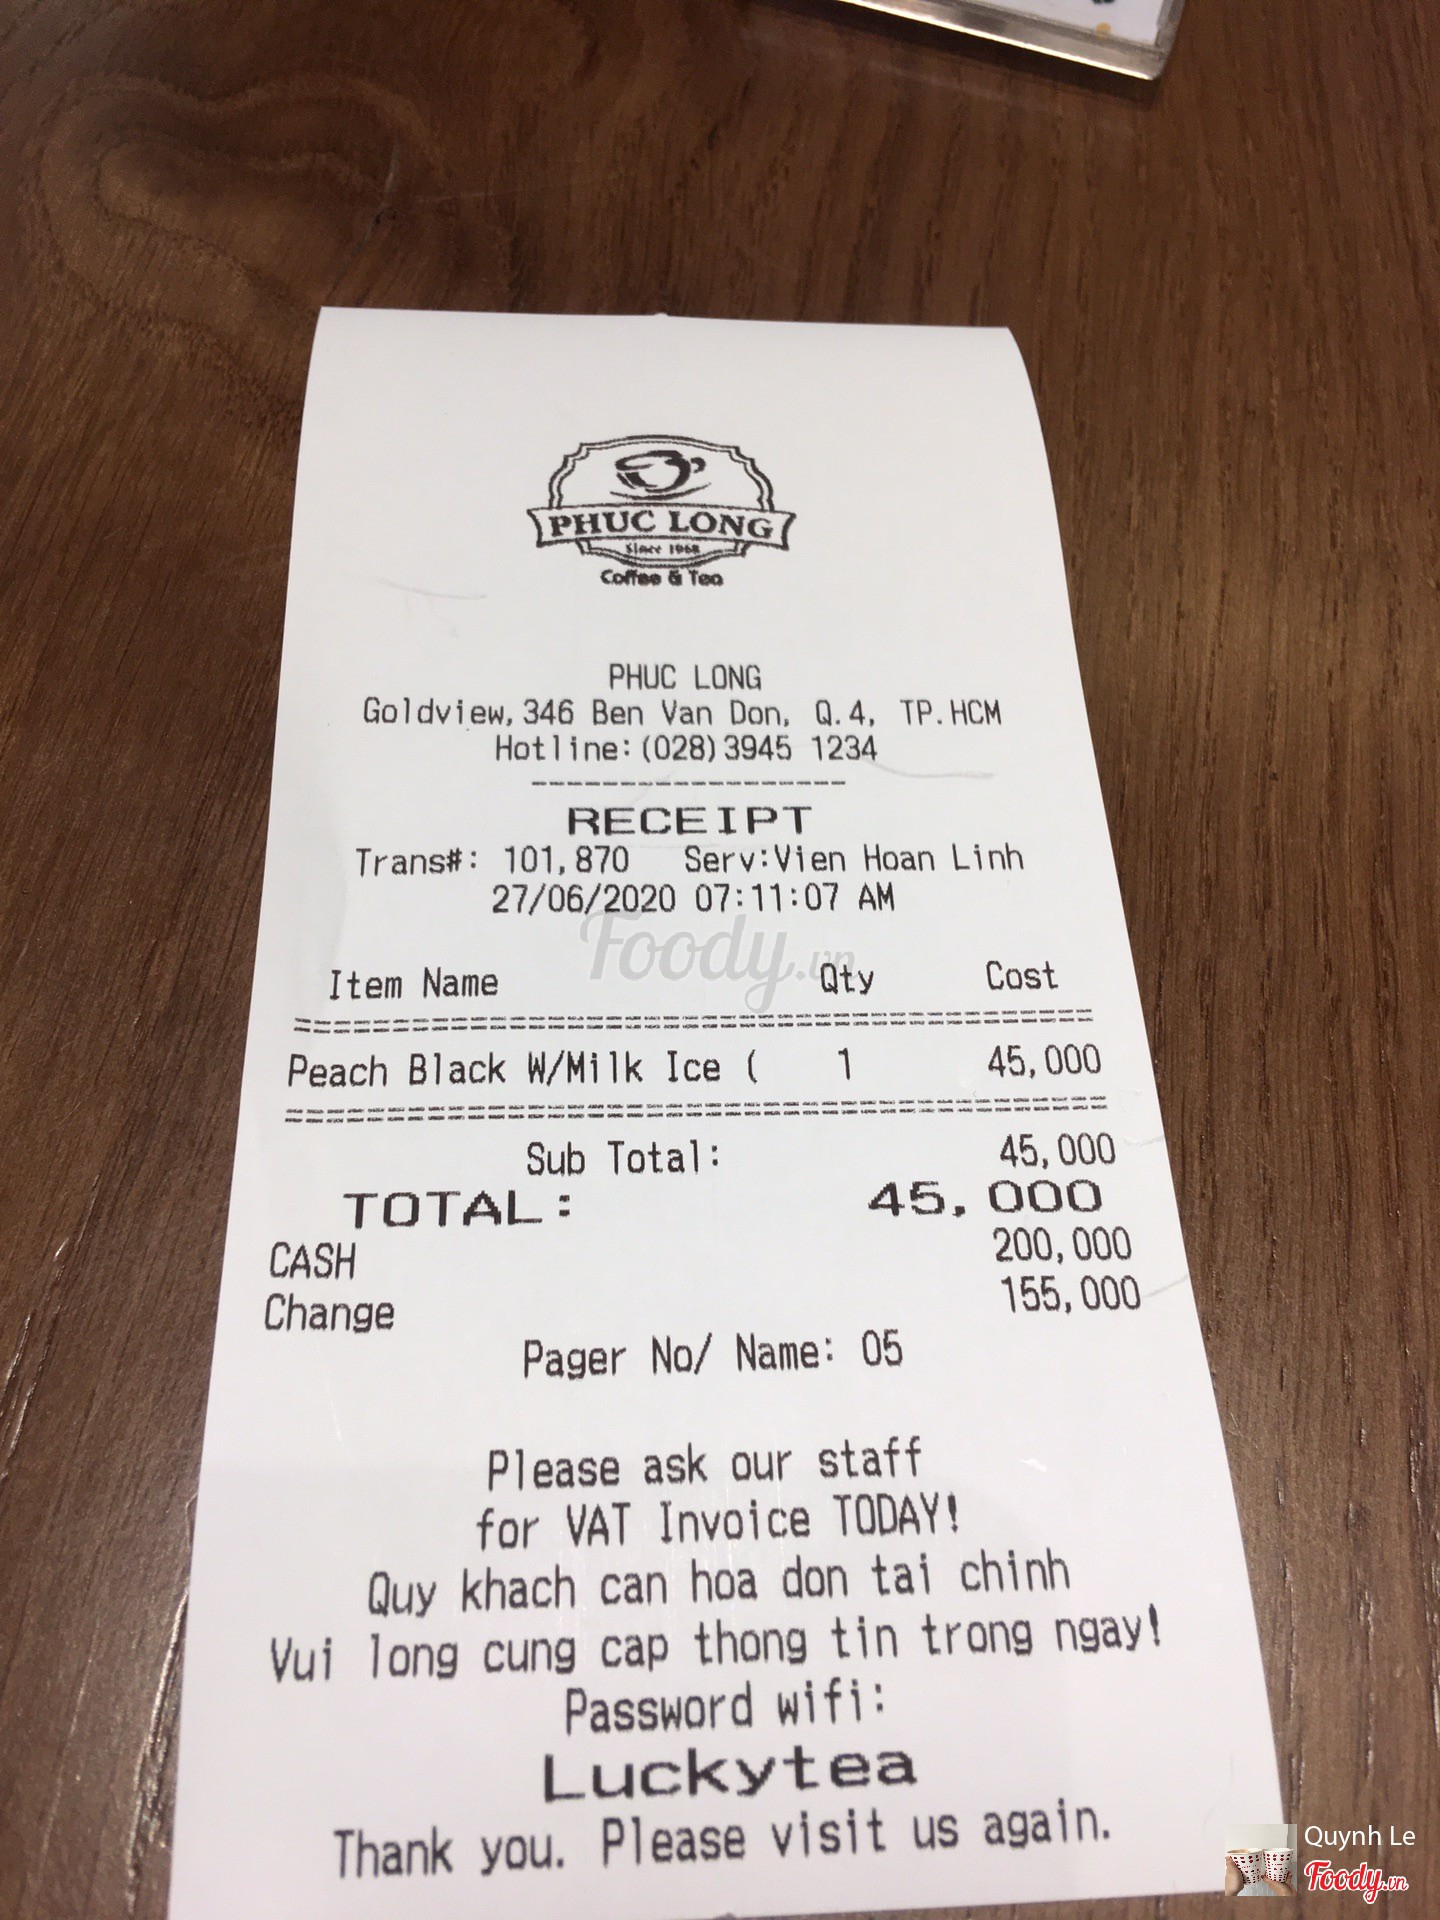 PHUC LONG
Since 1968
Coffee & Tea
PHUC LONG
Goldview,346 Ben Van Don, Q.4, TP.HCM
Hotline:(028)3945 1234
RECEIPT
Trans#: 101,870 Serv:Vien Hoan Linh
27/06/2020 07:11:07 AM
Foody.vn
Item Name Qty Cost
Peach Black W/Milk Ice ( 1 45,000
Sub Total: 45,000
TOTAL: 45,000
CASH 200,000
Change 155,000
Pager No/ Name: 05
Please ask our staff
for VAT Invoice TODAY!
Quy khach can hoa don tai chinh
Vui long cung cap thong tin trong ngay!
Password wifi:
Luckytea
Thank you. Please visit us again.
Quynh Le
Foody.vn